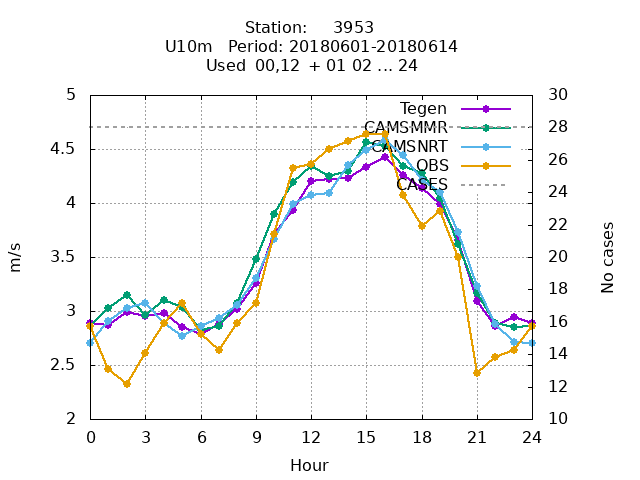 Station:     3953
U10m   Period: 20180601-20180614
Used  00,12  + 01 02 ... 24
5
4.5
4
3.5
3
2.5
2
30
28
26
24
22
20
18
16
14
12
10
0 3 6 9 12 15 18 21 24
m/s
No cases
Hour
Tegen
CAMSMMR
CAMSNRT
OBS
CASES